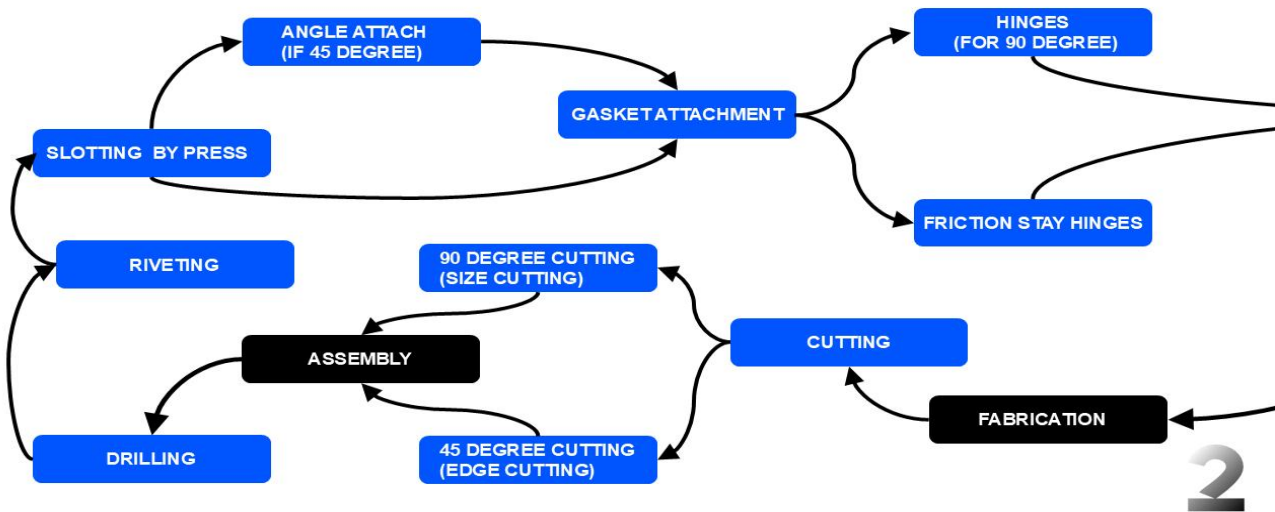 ANGLE ATTACH
(IF 45 DEGREE)
HINGES
(FOR 90 DEGREE)
GASKET ATTACHMENT
SLOTTING BY PRESS
FRICTION STAY HINGES
RIVETING
90 DEGREE CUTTING
(SIZE CUTTING)
CUTTING
ASSEMBLY
FABRICATION
DRILLING
45 DEGREE CUTTING
(EDGE CUTTING)
2